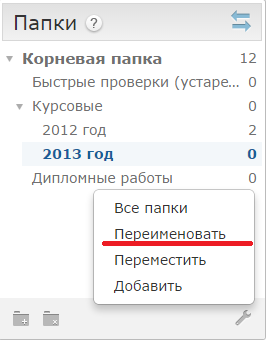 Папки ?
Корневая папка 12
Быстрые проверки (устаре… 0
Курсовые 0
2012 год 2
2013 год 0
Дипломные работы 0
Все папки
Переименовать
Переместить
Добавить